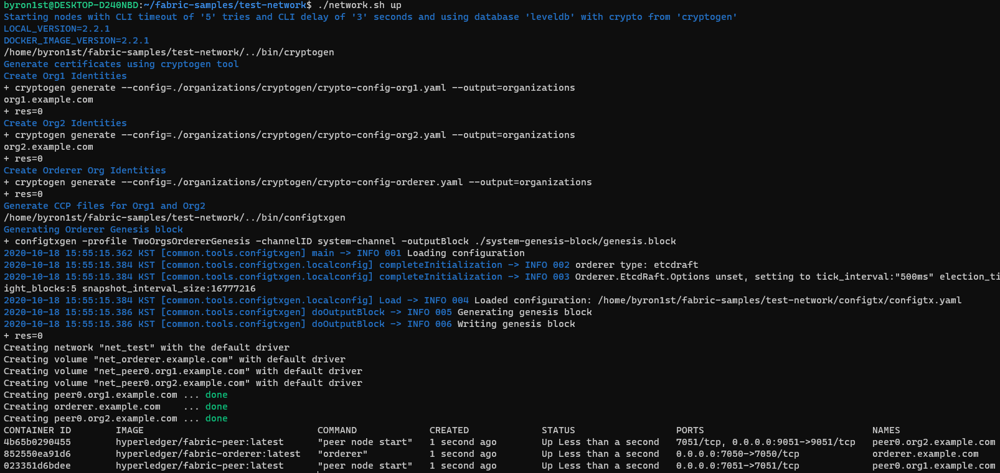 byron1st@DESKTOP-D240NBD:~/fabric-samples/test-network$ ./network.sh up
Starting nodes with CLI timeout of '5' tries and CLI delay of '3' seconds and using database 'leveldb' with crypto from 'cryptogen'
LOCAL_VERSION=2.2.1
DOCKER_IMAGE_VERSION=2.2.1
/home/byron1st/fabric-samples/test-network/../bin/cryptogen
Generate certificates using cryptogen tool
Create Org1 Identities
+ cryptogen generate --config=./organizations/cryptogen/crypto-config-org1.yaml --output=organizations
org1.example.com
+ res=0
Create Org2 Identities
+ cryptogen generate --config=./organizations/cryptogen/crypto-config-org2.yaml --output=organizations
org2.example.com
+ res=0
Create Orderer Org Identities
+ cryptogen generate --config=./organizations/cryptogen/crypto-config-orderer.yaml --output=organizations
+ res=0
Generate CCP files for Org1 and Org2
/home/byron1st/fabric-samples/test-network/../bin/configtxgen
Generating Orderer Genesis block
+ configtxgen -profile TwoOrgsOrdererGenesis -channelID system-channel -outputBlock ./system-genesis-block/genesis.block
2020-10-18 15:55:15.362 KST [common.tools.configtxgen] main -> INFO 001 Loading configuration
2020-10-18 15:55:15.384 KST [common.tools.configtxgen.localconfig] completeInitialization -> INFO 002 orderer type: etcdraft
2020-10-18 15:55:15.384 KST [common.tools.configtxgen.localconfig] completeInitialization -> INFO 003 Orderer.EtcdRaft.Options unset, setting to tick_interval:"500ms" election_ti
ight_blocks:5 snapshot_interval_size:16777216
2020-10-18 15:55:15.384 KST [common.tools.configtxgen.localconfig] Load -> INFO 004 Loaded configuration: /home/byron1st/fabric-samples/test-network/configtx/configtx.yaml
2020-10-18 15:55:15.386 KST [common.tools.configtxgen] doOutputBlock -> INFO 005 Generating genesis block
2020-10-18 15:55:15.386 KST [common.tools.configtxgen] doOutputBlock -> INFO 006 Writing genesis block
+ res=0
Creating network "net_test" with the default driver
Creating volume "net_orderer.example.com" with default driver
Creating volume "net_peer0.org1.example.com" with default driver
Creating volume "net_peer0.org2.example.com" with default driver
Creating peer0.org1.example.com ... done
Creating orderer.example.com    ... done
Creating peer0.org2.example.com ... done
CONTAINER ID        IMAGE                               COMMAND             CREATED             STATUS                  PORTS                              NAMES
4b65b0290455        hyperledger/fabric-peer:latest      "peer node start"   1 second ago        Up Less than a second   7051/tcp, 0.0.0.0:9051->9051/tcp   peer0.org2.example.com
852550ea91d6        hyperledger/fabric-orderer:latest   "orderer"           1 second ago        Up Less than a second   0.0.0.0:7050->7050/tcp             orderer.example.com
023351d6bdee        hyperledger/fabric-peer:latest      "peer node start"   1 second ago        Up Less than a second   0.0.0.0:7051->7051/tcp             peer0.org1.example.com